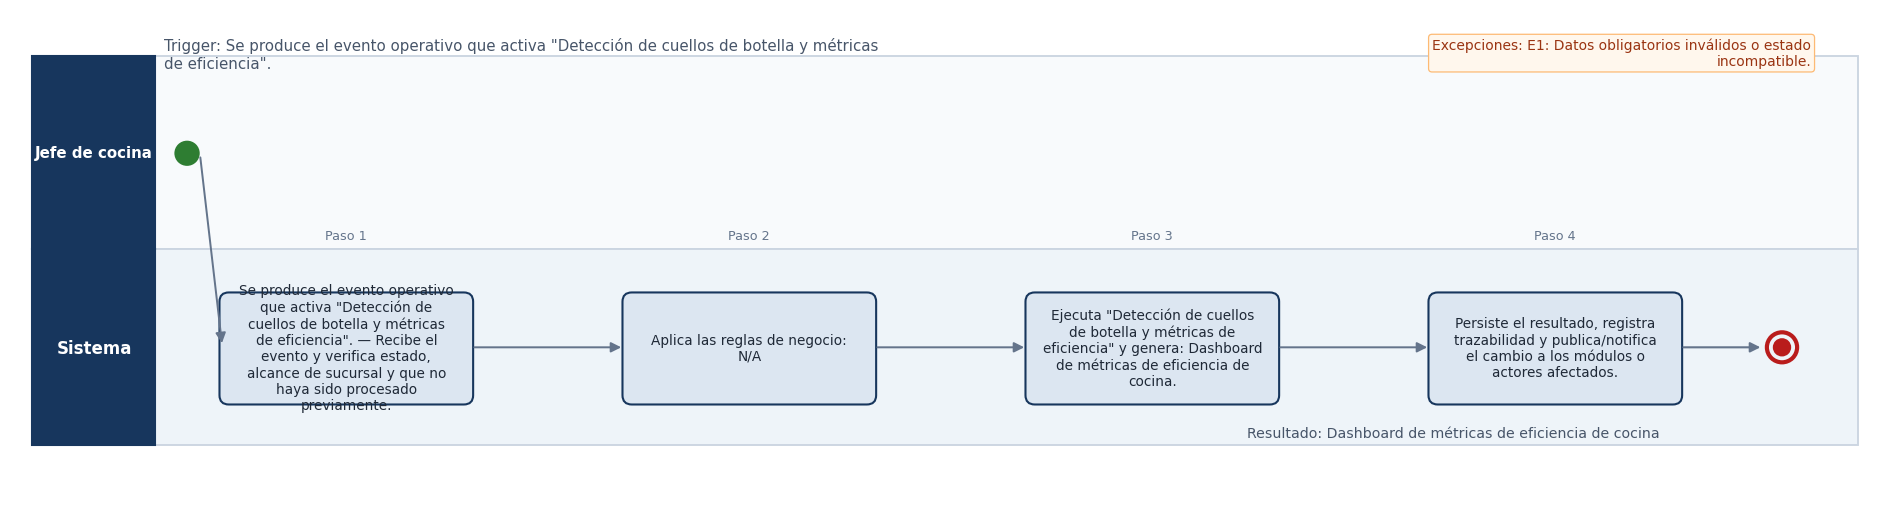 Trigger: Se produce el evento operativo que activa "Detección de cuellos de botella y métricas
de eficiencia".
Excepciones: E1: Datos obligatorios inválidos o estado
incompatible.
Jefe de cocina
Paso 1
Paso 2
Paso 3
Paso 4
Sistema
Se produce el evento operativo
que activa "Detección de
cuellos de botella y métricas
de eficiencia". — Recibe el
evento y verifica estado,
alcance de sucursal y que no
haya sido procesado
previamente.
Aplica las reglas de negocio:
N/A
Ejecuta "Detección de cuellos
de botella y métricas de
eficiencia" y genera: Dashboard
de métricas de eficiencia de
cocina.
Persiste el resultado, registra
trazabilidad y publica/notifica
el cambio a los módulos o
actores afectados.
Resultado: Dashboard de métricas de eficiencia de cocina